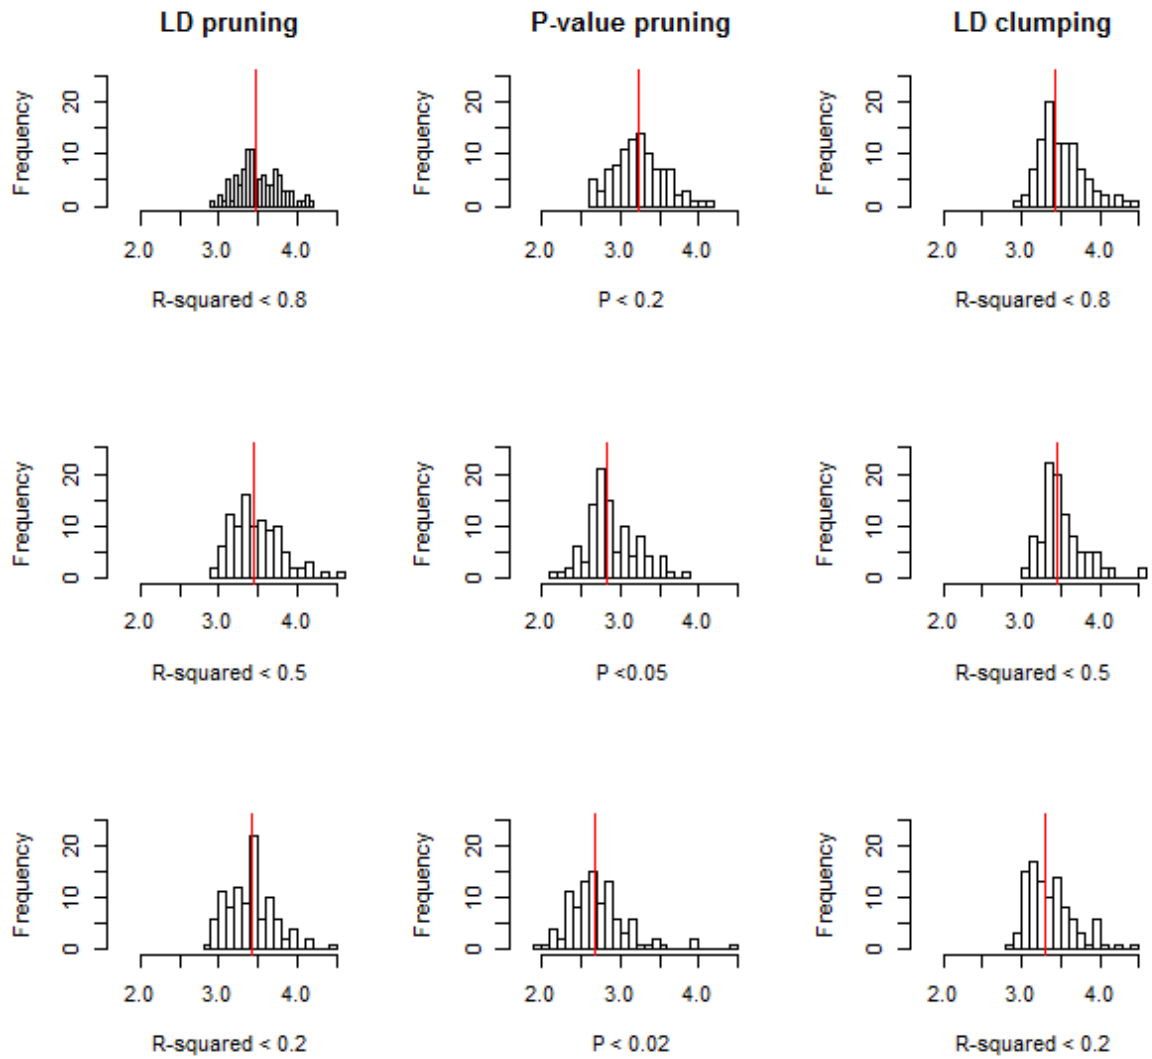 LD pruning P-value pruning LD clumping
Frequency 0 10 20 Frequency 0 10 20 Frequency 0 10 20
2.0 3.0 4.0 2.0 3.0 4.0 2.0 3.0 4.0
R-squared < 0.8 P < 0.2 R-squared < 0.8
Frequency 0 10 20 Frequency 0 10 20 Frequency 0 10 20
2.0 3.0 4.0 2.0 3.0 4.0 2.0 3.0 4.0
R-squared < 0.5 P <0.05 R-squared < 0.5
Frequency 0 10 20 Frequency 0 10 20 Frequency 0 10 20
2.0 3.0 4.0 2.0 3.0 4.0 2.0 3.0 4.0
R-squared < 0.2 P < 0.02 R-squared < 0.2